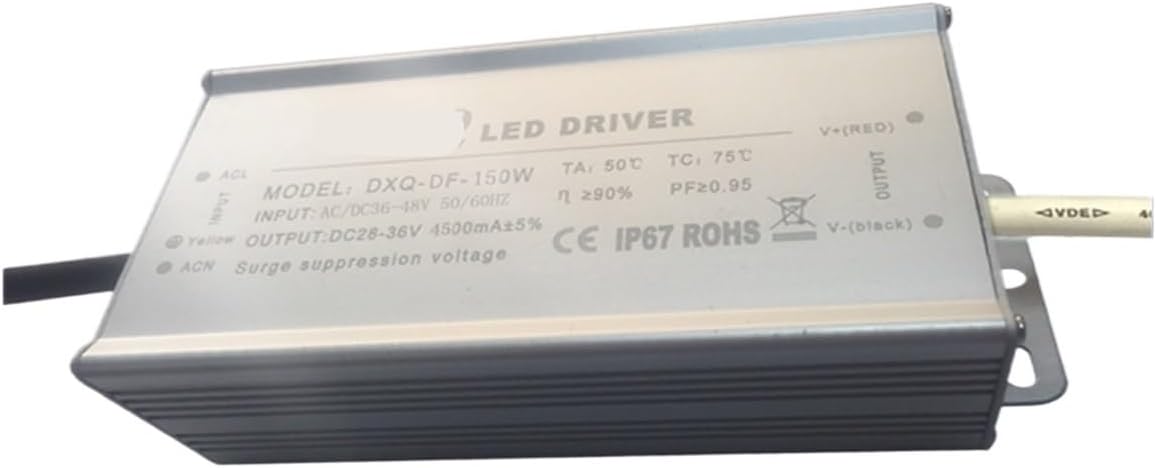 LED DRIVER
V+(RED)
ACL
MODEL: DXQ-DF-150W
TA: 50℃ TC: 75℃
INPUT
INPUT: AC/DC36-48V 50/60HZ
η ≥90% PF≥0.95
OUTPUT
Yellow
OUTPUT: DC28-36V 4500mA±5%
CE IP67 ROHS
V-(black)
ACN
Surge suppression voltage
VDE